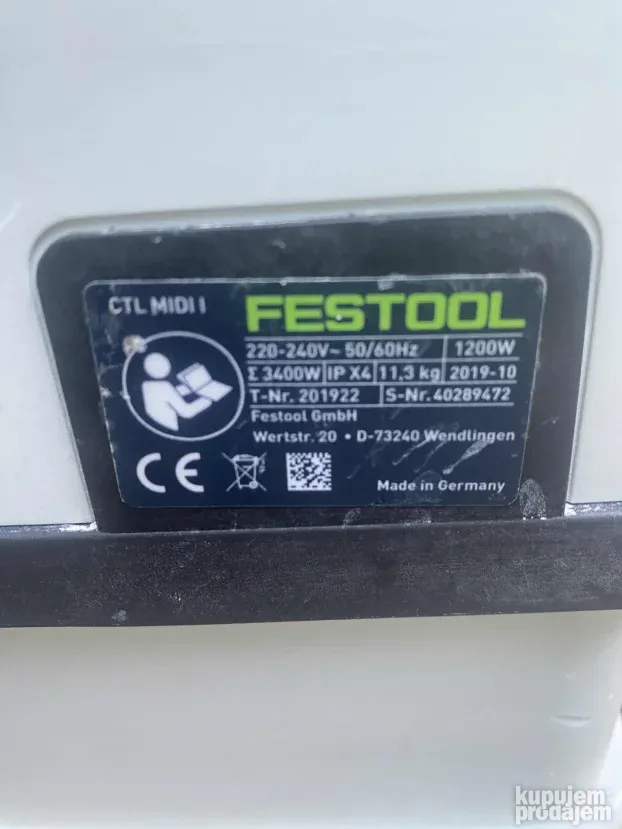 CTL MIDI I
FESTOOL
220-240V~ 50/60Hz 1200W
Σ 3400W IP X4 11,3 kg 2019-10
T-Nr. 201922 S-Nr. 40289472
Festool GmbH
Wertstr. 20 • D-73240 Wendlingen
CE
Made in Germany
kupujem
prodajem